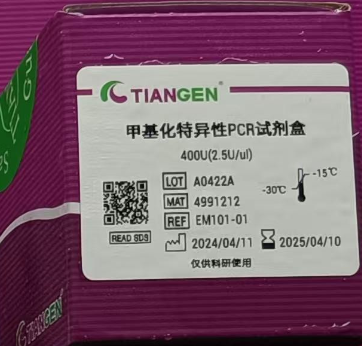 TIANGEN
甲基化特异性PCR试剂盒
400U(2.5U/ul)
LOT A0422A
MAT 4991212
REF EM101-01
-30℃ -15℃
READ SDS
2024/04/11 2025/04/10
仅供科研使用
TIANGEN